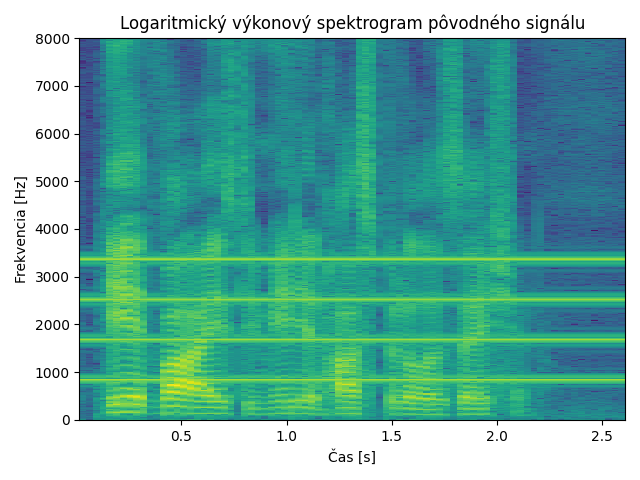 Logaritmický výkonový spektrogram pôvodného signálu
8000
7000
6000
5000
4000
3000
2000
1000
0
Frekvencia [Hz]
0.5 1.0 1.5 2.0 2.5
Čas [s]